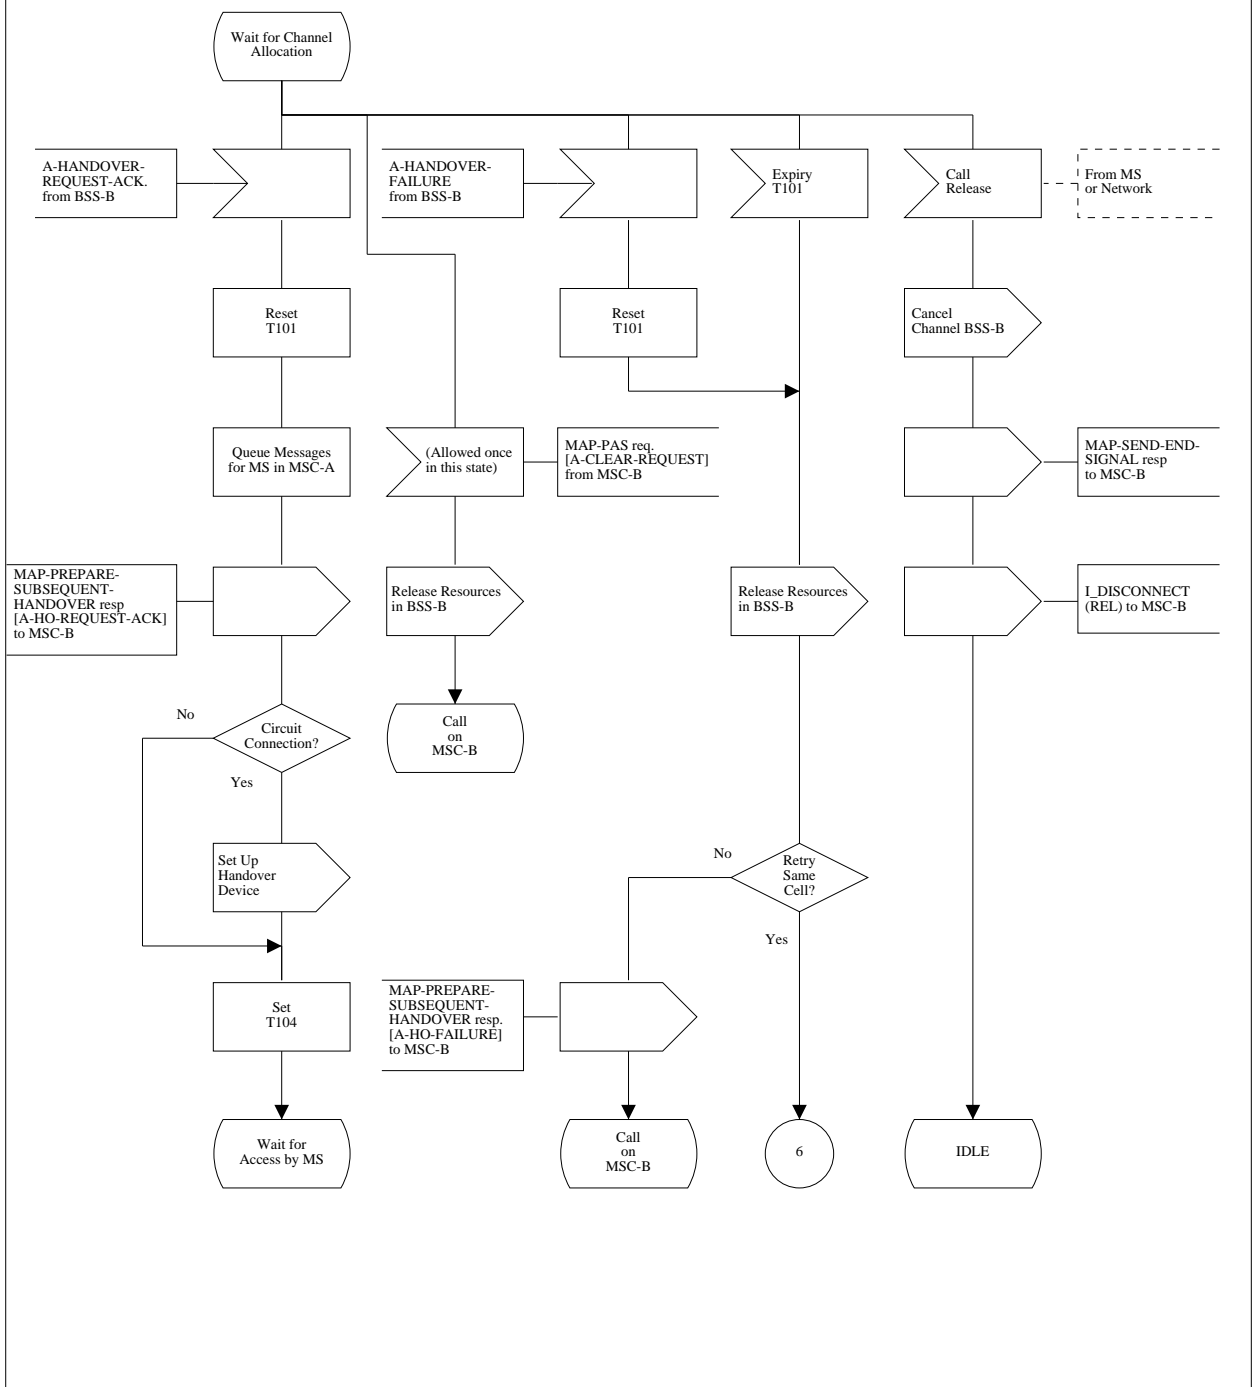 Wait for Channel
Allocation
A-HANDOVER-
REQUEST-ACK.
from BSS-B
A-HANDOVER-
FAILURE
from BSS-B
Expiry
T101
Call
Release
From MS
or Network
Reset
T101
Reset
T101
Cancel
Channel BSS-B
Queue Messages
for MS in MSC-A
(Allowed once
in this state)
MAP-PAS req.
[A-CLEAR-REQUEST]
from MSC-B
MAP-SEND-END-
SIGNAL resp
to MSC-B
MAP-PREPARE-
SUBSEQUENT-
HANDOVER resp
[A-HO-REQUEST-ACK]
to MSC-B
Release Resources
in BSS-B
Release Resources
in BSS-B
I_DISCONNECT
(REL) to MSC-B
No
Circuit
Connection?
Yes
Call
on
MSC-B
Set Up
Handover
Device
No
Retry
Same
Cell?
Yes
Set
T104
MAP-PREPARE-
SUBSEQUENT-
HANDOVER resp.
[A-HO-FAILURE]
to MSC-B
Wait for
Access by MS
Call
on
MSC-B
6
IDLE